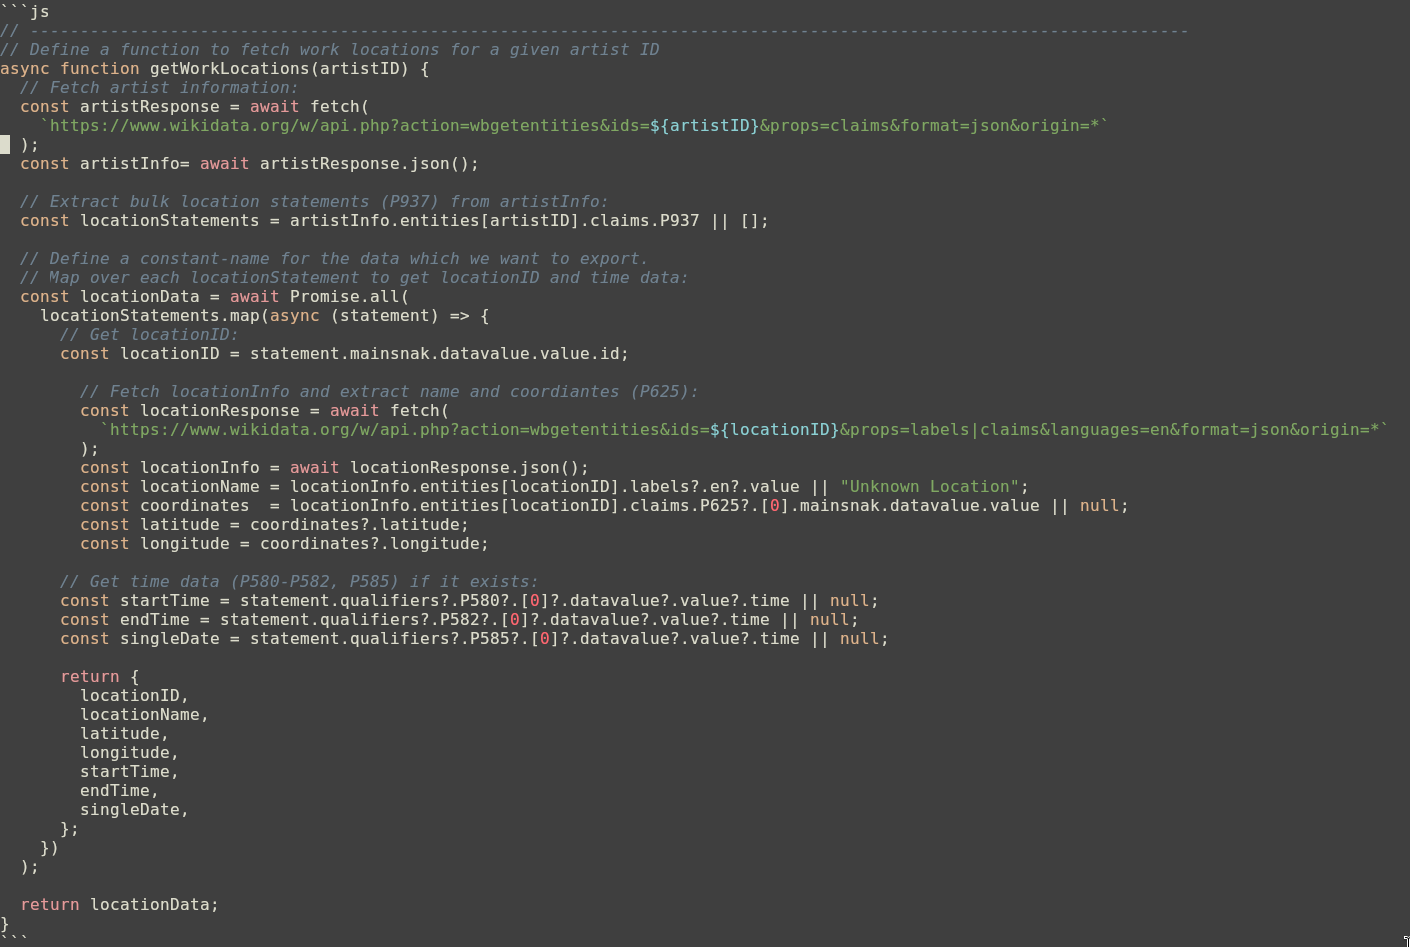 ```js
// --------------------------------------------------------------------------------------------------------------------
// Define a function to fetch work locations for a given artist ID
async function getWorkLocations(artistID) {
  // Fetch artist information:
  const artistResponse = await fetch(
    `https://www.wikidata.org/w/api.php?action=wbgetentities&ids=${artistID}&props=claims&format=json&origin=*`
  );
  const artistInfo= await artistResponse.json();

  // Extract bulk location statements (P937) from artistInfo:
  const locationStatements = artistInfo.entities[artistID].claims.P937 || [];

  // Define a constant-name for the data which we want to export.
  // Map over each locationStatement to get locationID and time data:
  const locationData = await Promise.all(
    locationStatements.map(async (statement) => {
      // Get locationID:
      const locationID = statement.mainsnak.datavalue.value.id;

        // Fetch locationInfo and extract name and coordiantes (P625):
        const locationResponse = await fetch(
          `https://www.wikidata.org/w/api.php?action=wbgetentities&ids=${locationID}&props=labels|claims&languages=en&format=json&origin=*`
        );
        const locationInfo = await locationResponse.json();
        const locationName = locationInfo.entities[locationID].labels?.en?.value || "Unknown Location";
        const coordinates  = locationInfo.entities[locationID].claims.P625?.[0].mainsnak.datavalue.value || null;
        const latitude = coordinates?.latitude;
        const longitude = coordinates?.longitude;

      // Get time data (P580-P582, P585) if it exists:
      const startTime = statement.qualifiers?.P580?.[0]?.datavalue?.value?.time || null;
      const endTime = statement.qualifiers?.P582?.[0]?.datavalue?.value?.time || null;
      const singleDate = statement.qualifiers?.P585?.[0]?.datavalue?.value?.time || null;

      return {
        locationID,
        locationName,
        latitude,
        longitude,
        startTime,
        endTime,
        singleDate,
      };
    })
  );

  return locationData;
}
```